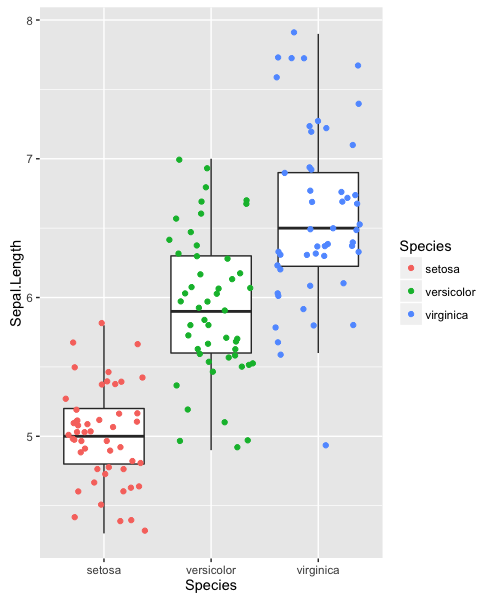 8
7
6
5
Sepal.Length
setosa
versicolor
virginica
Species
Species
setosa
versicolor
virginica